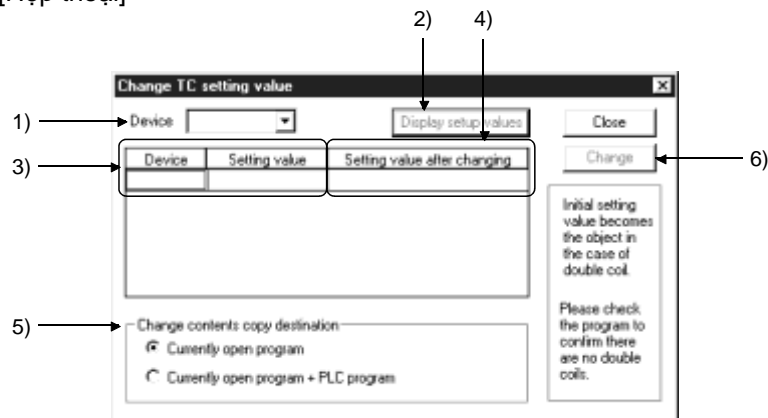 [Hộp thoại]
2) 4)
Change TC setting value
1) Device Display setup values Close
3) Device Setting value Setting value after changing Change 6)
Initial setting
value becomes
the object in
the case of
double coil.
Please check
the program to
confirm there
are no double
coils.
5) Change contents copy destination
Currently open program
Currently open program + PLC program